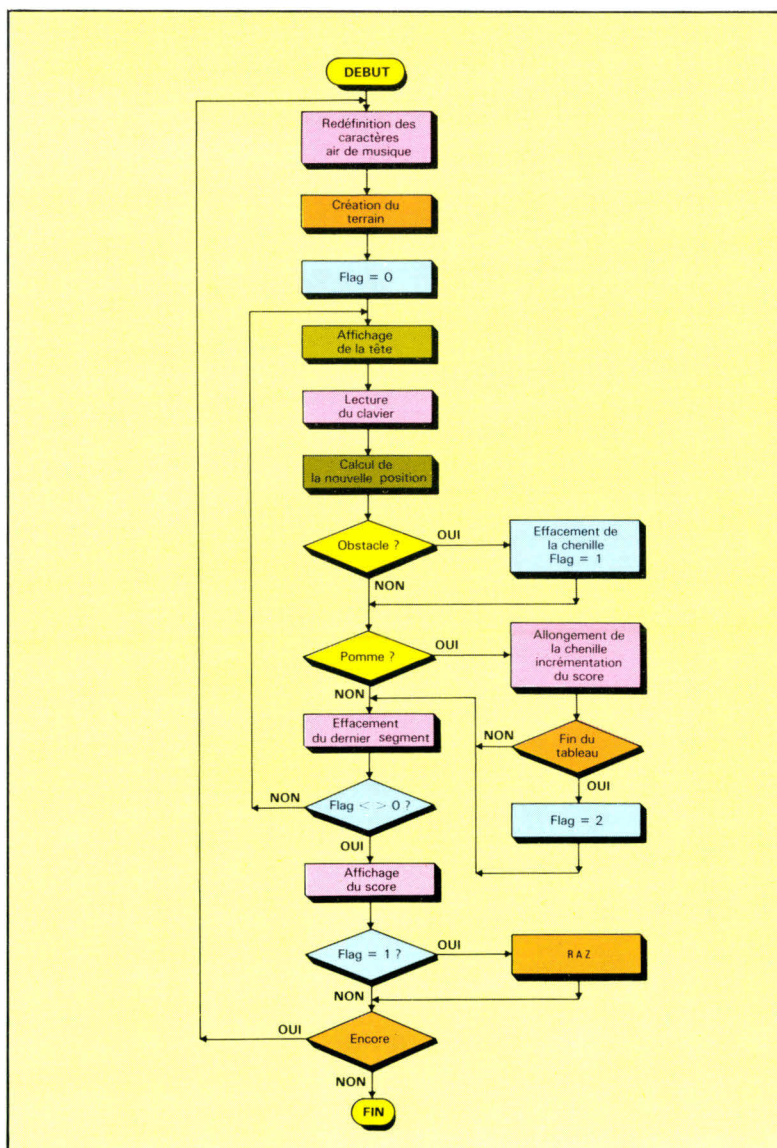 DEBUT
Redéfinition des
caractères
air de musique
Création du
terrain
Flag = 0
Affichage
de la tête
Lecture
du clavier
Calcul de
la nouvelle position
Obstacle ?
OUI
Effacement de
la chenille
Flag = 1
NON
Pomme ?
OUI
Allongement de
la chenille
incrémentation
du score
NON
Effacement
du dernier segment
NON
Fin du
tableau
OUI
Flag = 2
NON
Flag < > 0 ?
OUI
Affichage
du score
Flag = 1 ?
OUI
R A Z
NON
OUI
Encore
NON
FIN